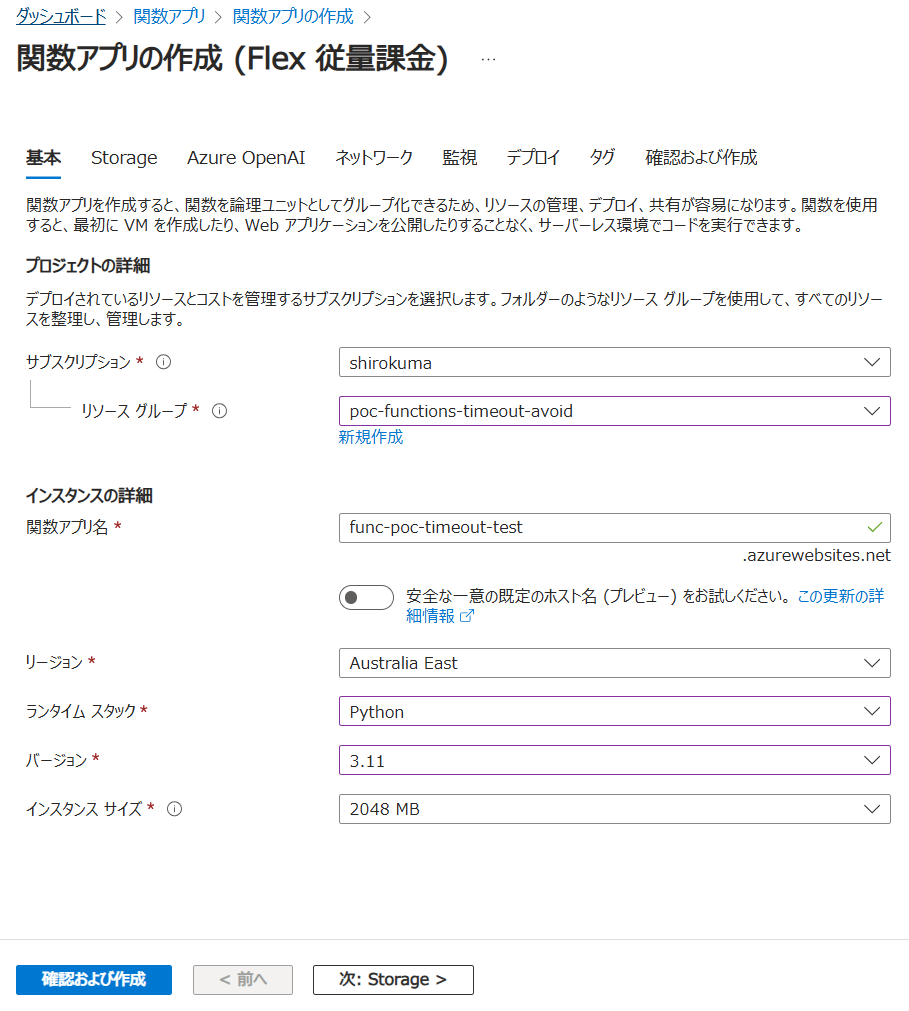 ダッシュボード > 関数アプリ > 関数アプリの作成 >
関数アプリの作成 (Flex 従量課金) ...
基本 Storage Azure OpenAI ネットワーク 監視 デプロイ タグ 確認および作成
関数アプリを作成すると、関数を論理ユニットとしてグループ化できるため、リソースの管理、デプロイ、共有が容易になります。関数を使用
すると、最初に VM を作成したり、Web アプリケーションを公開したりすることなく、サーバーレス環境でコードを実行できます。
プロジェクトの詳細
デプロイされているリソースとコストを管理するサブスクリプションを選択します。フォルダーのようなリソース グループを使用して、すべてのリソー
スを整理し、管理します。
サブスクリプション * shirokuma
リソース グループ * poc-functions-timeout-avoid
新規作成
インスタンスの詳細
関数アプリ名 * func-poc-timeout-test
.azurewebsites.net
安全な一意の既定のホスト名 (プレビュー) をお試しください。この更新の詳
細情報
リージョン * Australia East
ランタイム スタック * Python
バージョン * 3.11
インスタンス サイズ * 2048 MB
確認および作成 < 前へ 次: Storage >